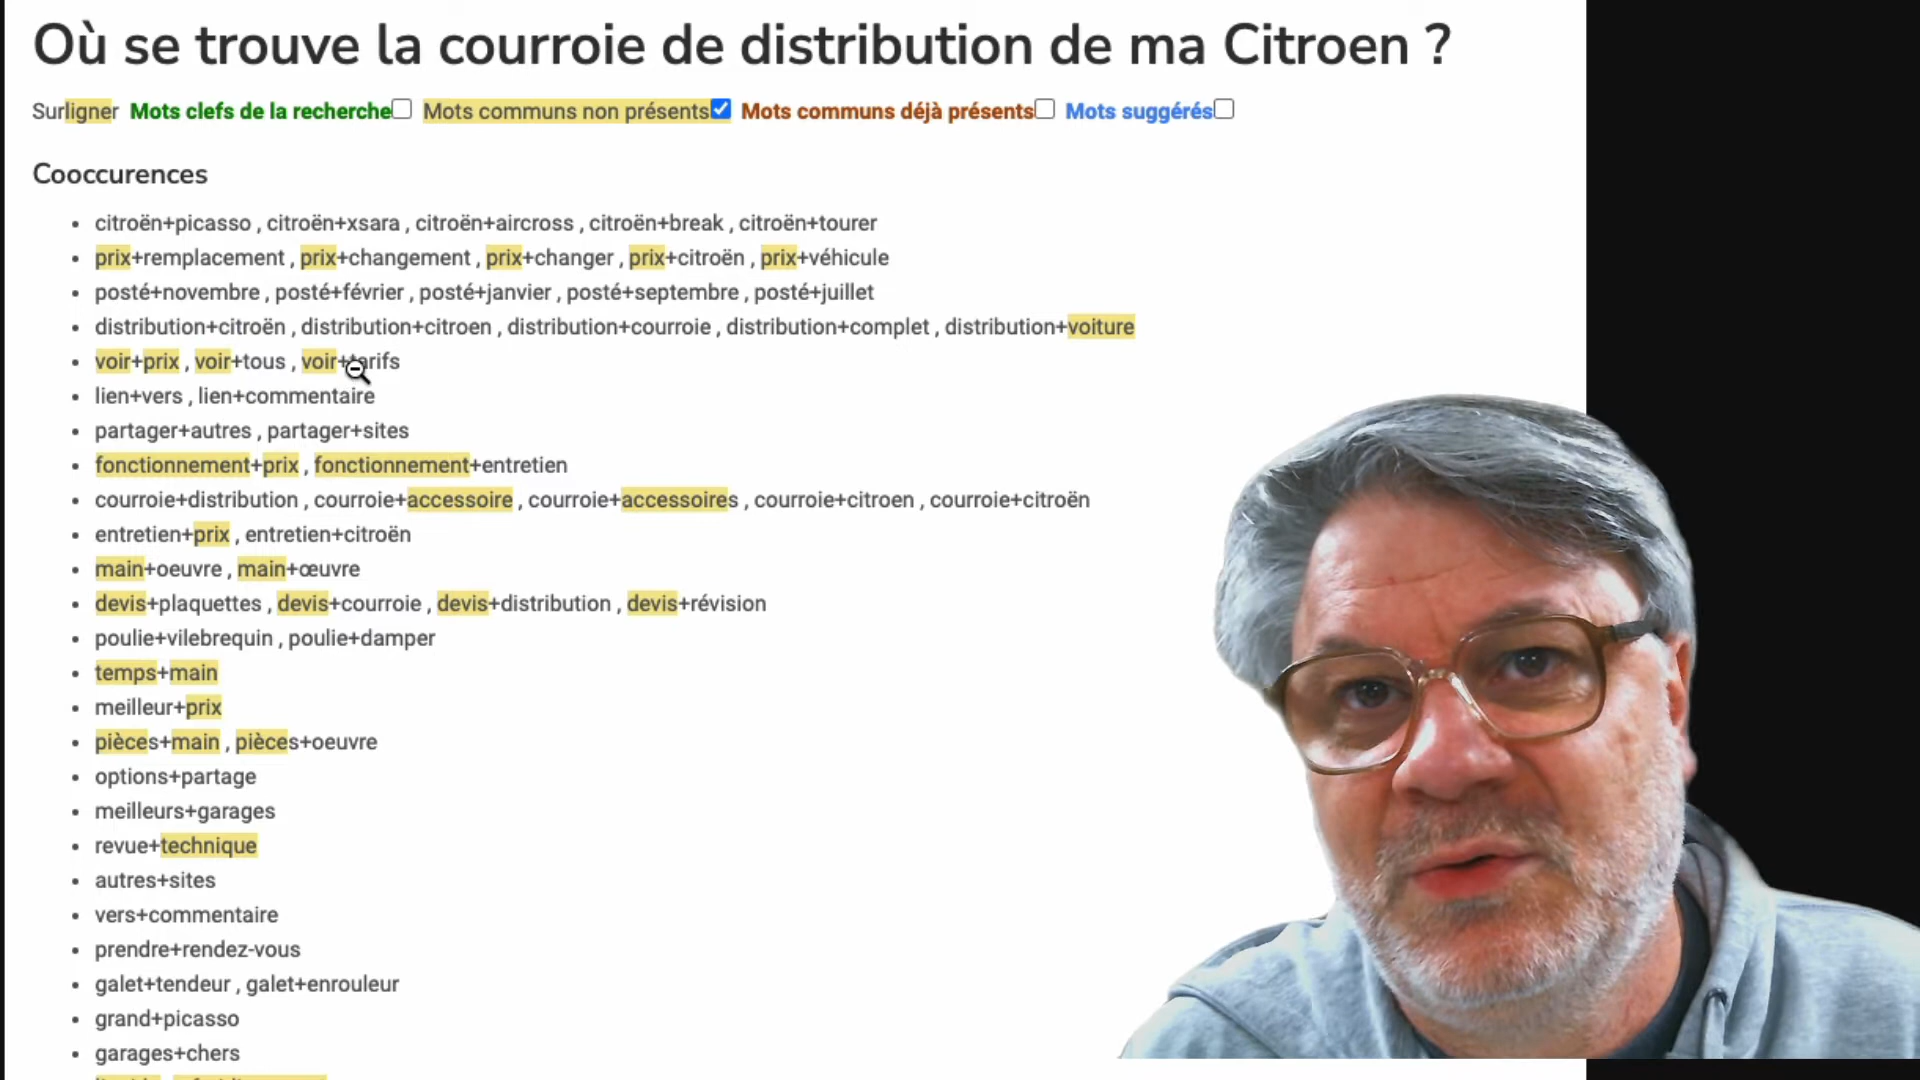 Où se trouve la courroie de distribution de ma Citroen ?
Surligner Mots clefs de la recherche Mots communs non présents Mots communs déjà présents Mots suggérés
Cooccurences
citroën+picasso , citroën+xsara , citroën+aircross , citroën+break , citroën+tourer
prix+remplacement , prix+changement , prix+changer , prix+citroën , prix+véhicule
posté+novembre , posté+février , posté+janvier , posté+septembre , posté+juillet
distribution+citroën , distribution+citroen , distribution+courroie , distribution+complet , distribution+voiture
voir+prix , voir+tous , voir+tarifs
lien+vers , lien+commentaire
partager+autres , partager+sites
fonctionnement+prix , fonctionnement+entretien
courroie+distribution , courroie+accessoire , courroie+accessoires , courroie+citroen , courroie+citroën
entretien+prix , entretien+citroën
main+oeuvre , main+œuvre
devis+plaquettes , devis+courroie , devis+distribution , devis+révision
poulie+vilebrequin , poulie+damper
temps+main
meilleur+prix
pièces+main , pièces+oeuvre
options+partage
meilleurs+garages
revue+technique
autres+sites
vers+commentaire
prendre+rendez-vous
galet+tendeur , galet+enrouleur
grand+picasso
garages+chers